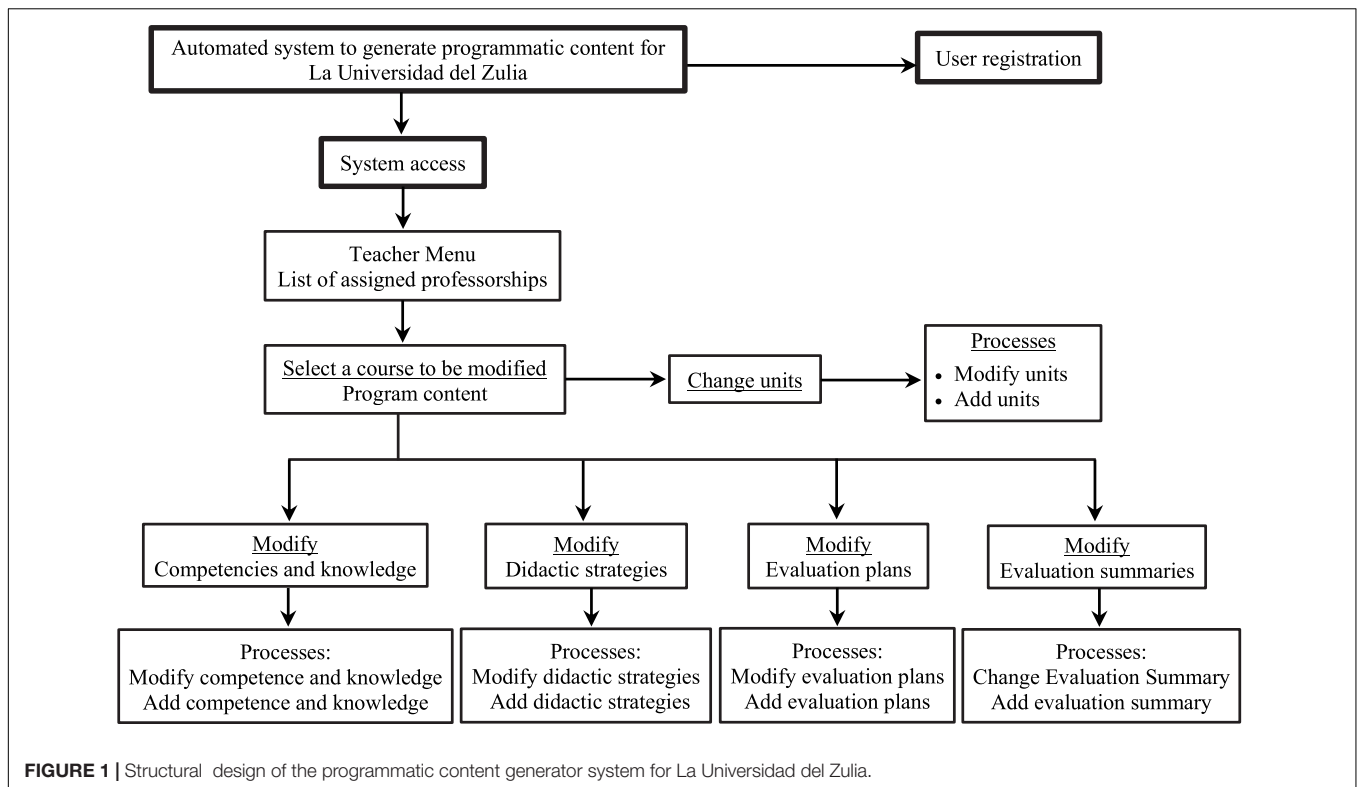 Automated system to generate programmatic content for
La Universidad del Zulia
User registration
System access
Teacher Menu
List of assigned professorships
Select a course to be modified
Program content
Change units
Processes
• Modify units
• Add units
Modify
Competencies and knowledge
Modify
Didactic strategies
Modify
Evaluation plans
Modify
Evaluation summaries
Processes:
Modify competence and knowledge
Add competence and knowledge
Processes:
Modify didactic strategies
Add didactic strategies
Processes:
Modify evaluation plans
Add evaluation plans
Processes:
Change Evaluation Summary
Add evaluation summary
FIGURE 1 | Structural design of the programmatic content generator system for La Universidad del Zulia.